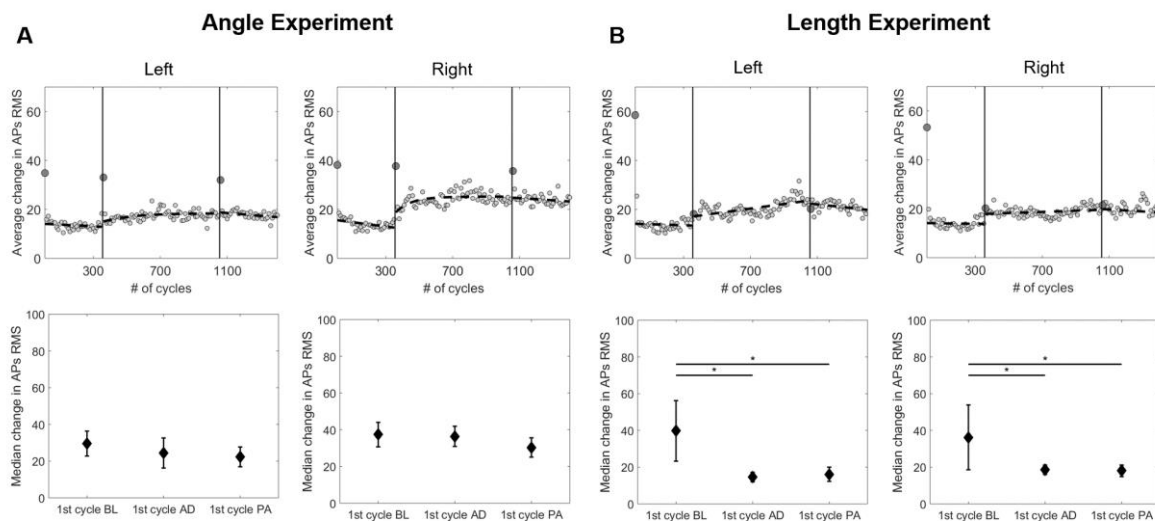 Angle Experiment
Length Experiment
A
B
Left
Right
Left
Right
Average change in APs RMS
60
40
20
0
300
700
1100
# of cycles
Average change in APs RMS
60
40
20
0
300
700
1100
# of cycles
Average change in APs RMS
60
40
20
0
300
700
1100
# of cycles
Average change in APs RMS
60
40
20
0
300
700
1100
# of cycles
Median change in APs RMS
100
80
60
40
20
0
1st cycle BL 1st cycle AD 1st cycle PA
Median change in APs RMS
100
80
60
40
20
0
1st cycle BL 1st cycle AD 1st cycle PA
Median change in APs RMS
100
80
60
40
20
0
*
*
1st cycle BL 1st cycle AD 1st cycle PA
Median change in APs RMS
100
80
60
40
20
0
*
*
1st cycle BL 1st cycle AD 1st cycle PA